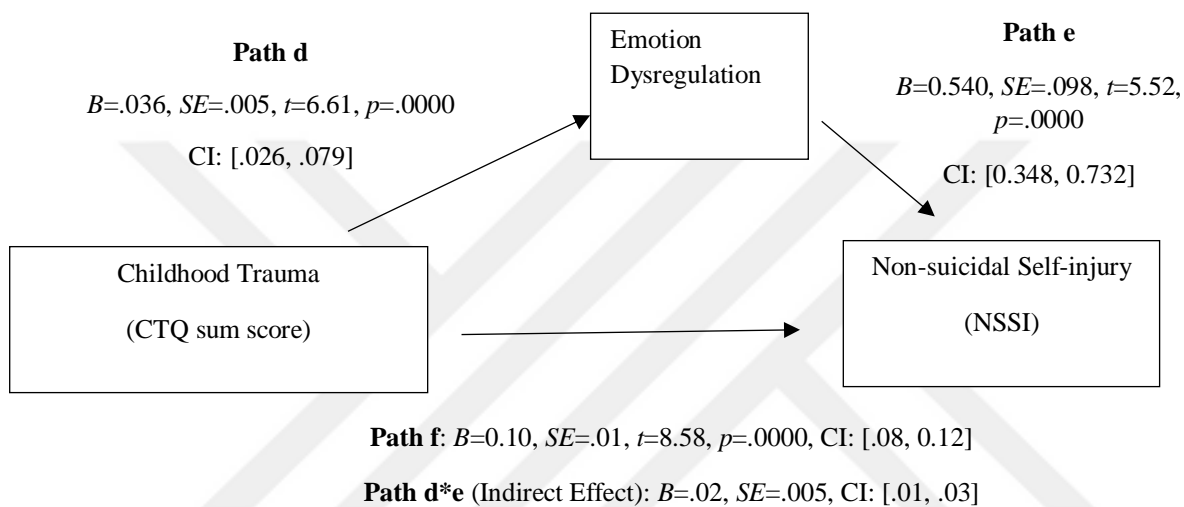 Path d
B=.036, SE=.005, t=6.61, p=.0000
CI: [.026, .079]
Emotion
Dysregulation
Path e
B=0.540, SE=.098, t=5.52,
p=.0000
CI: [0.348, 0.732]
Childhood Trauma
(CTQ sum score)
Non-suicidal Self-injury
(NSSI)
Path f: B=0.10, SE=.01, t=8.58, p=.0000, CI: [.08, 0.12]
Path d*e (Indirect Effect): B=.02, SE=.005, CI: [.01, .03]